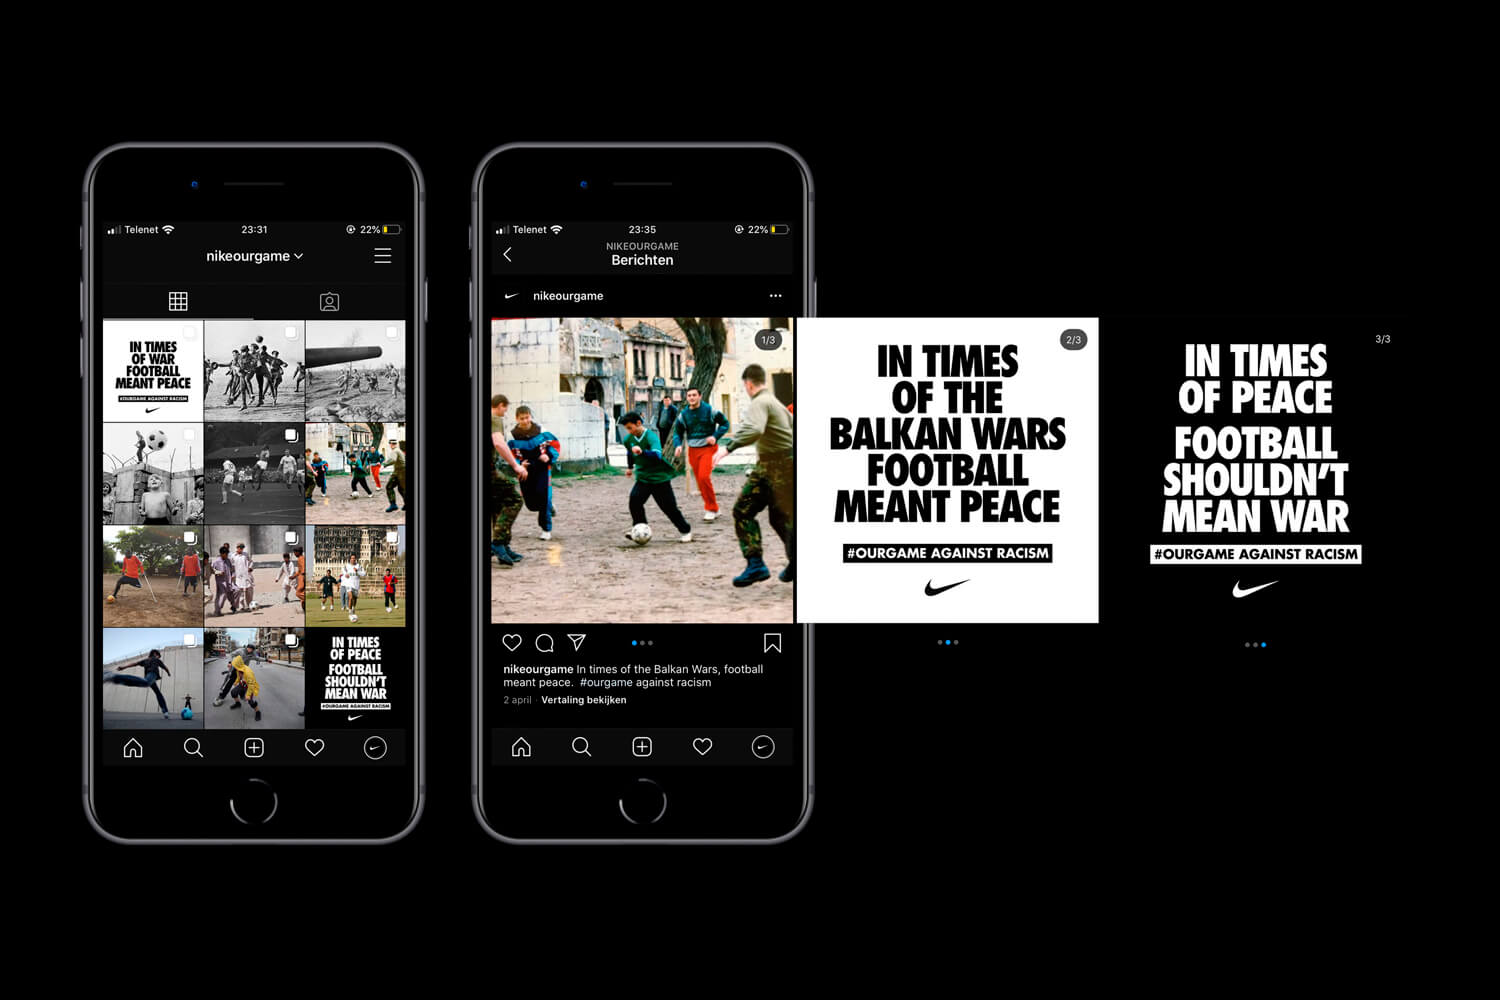 Telenet
23:31
22%
nikeourgame
IN TIMES
OF WAR
FOOTBALL
MEANT PEACE
#OURGAME AGAINST RACISM
IN TIMES
OF PEACE
FOOTBALL
SHOULDN'T
MEAN WAR
#OURGAME AGAINST RACISM
Telenet
23:35
22%
NIKEOURGAME
Berichten
nikeourgame
1/3
nikeourgame In times of the Balkan Wars, football
meant peace. #ourgame against racism
2 april · Vertaling bekijken
2/3
IN TIMES
OF THE
BALKAN WARS
FOOTBALL
MEANT PEACE
#OURGAME AGAINST RACISM
3/3
IN TIMES
OF PEACE
FOOTBALL
SHOULDN'T
MEAN WAR
#OURGAME AGAINST RACISM